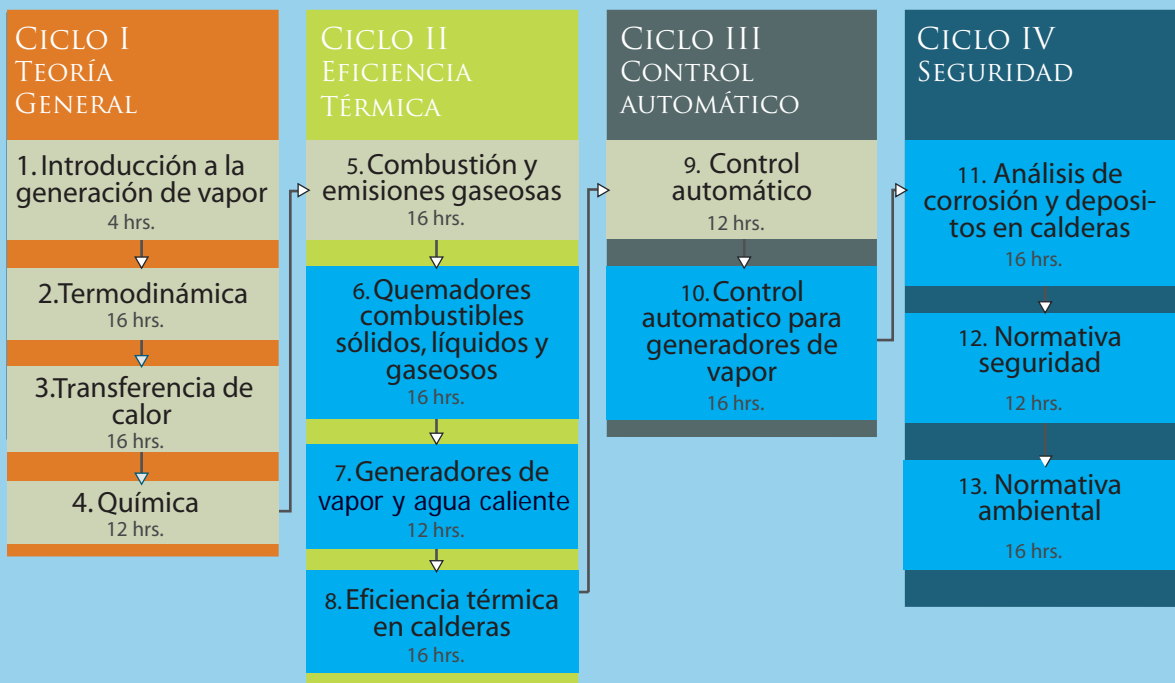 CICLO I
TEORÍA
GENERAL
1. Introducción a la
generación de vapor
4 hrs.
2. Termodinámica
16 hrs.
3. Transferencia de
calor
16 hrs.
4. Química
12 hrs.
CICLO II
EFICIENCIA
TÉRMICA
5. Combustión y
emisiones gaseosas
16 hrs.
6. Quemadores
combustibles
sólidos, líquidos y
gaseosos
16 hrs.
7. Generadores de
vapor y agua caliente
12 hrs.
8. Eficiencia térmica
en calderas
16 hrs.
CICLO III
CONTROL
AUTOMÁTICO
9. Control
automático
12 hrs.
10. Control
automatico para
generadores de
vapor
16 hrs.
CICLO IV
SEGURIDAD
11. Análisis de
corrosión y deposi-
tos en calderas
16 hrs.
12. Normativa
seguridad
12 hrs.
13. Normativa
ambiental
16 hrs.